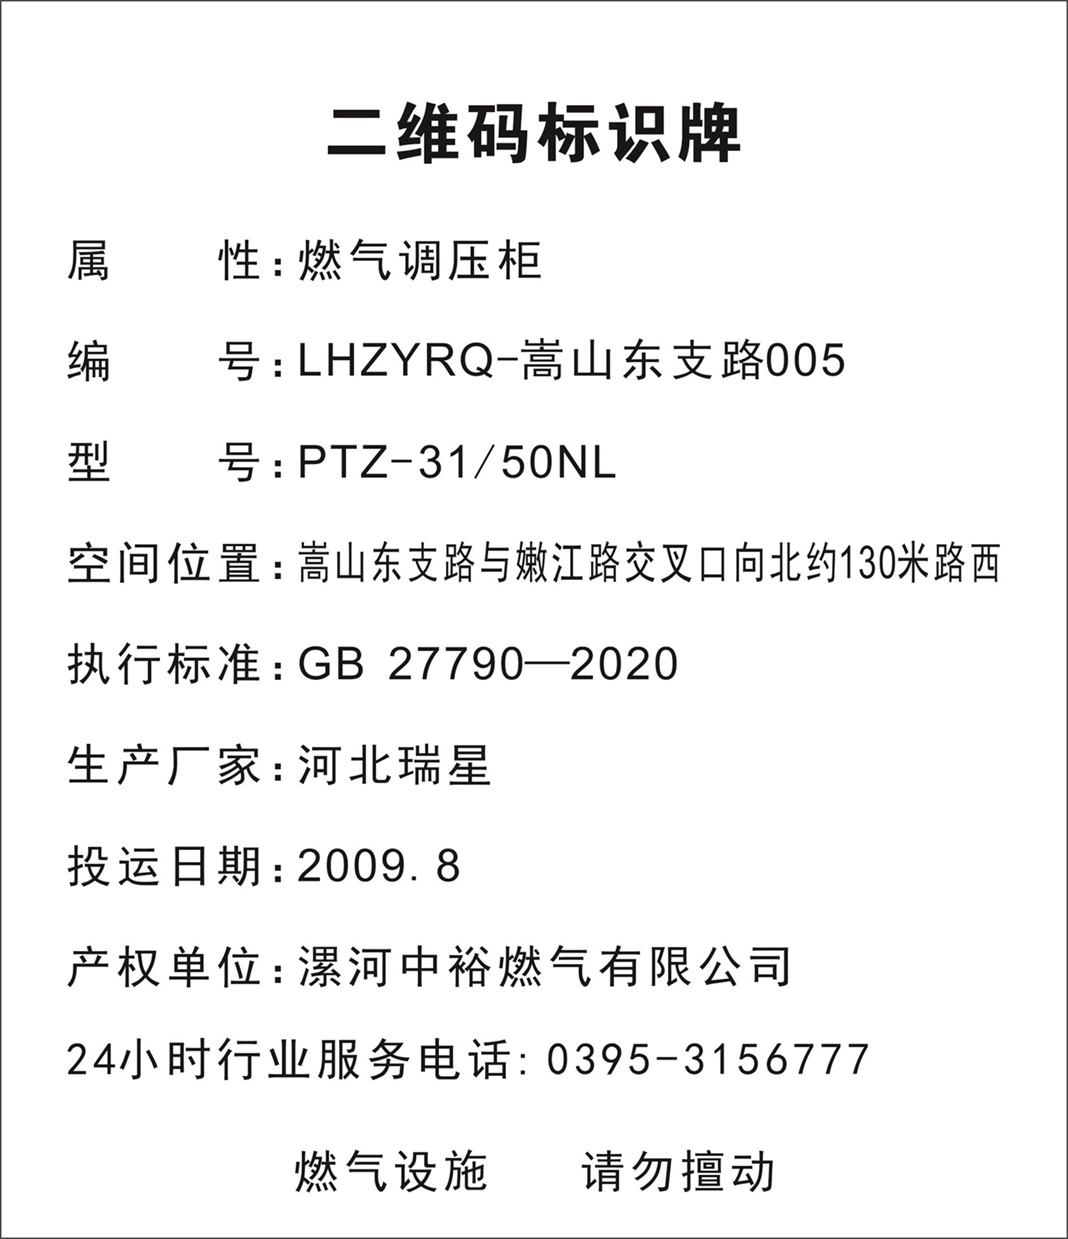 二维码标识牌
属 性:燃气调压柜
编 号:LHZYRQ-嵩山东支路005
型 号:PTZ-31/50NL
空间位置:嵩山东支路与嫩江路交叉口向北约130米路西
执行标准:GB 27790—2020
生产厂家:河北瑞星
投运日期:2009.8
产权单位:漯河中裕燃气有限公司
24小时行业服务电话:0395-3156777
燃气设施 请勿擅动